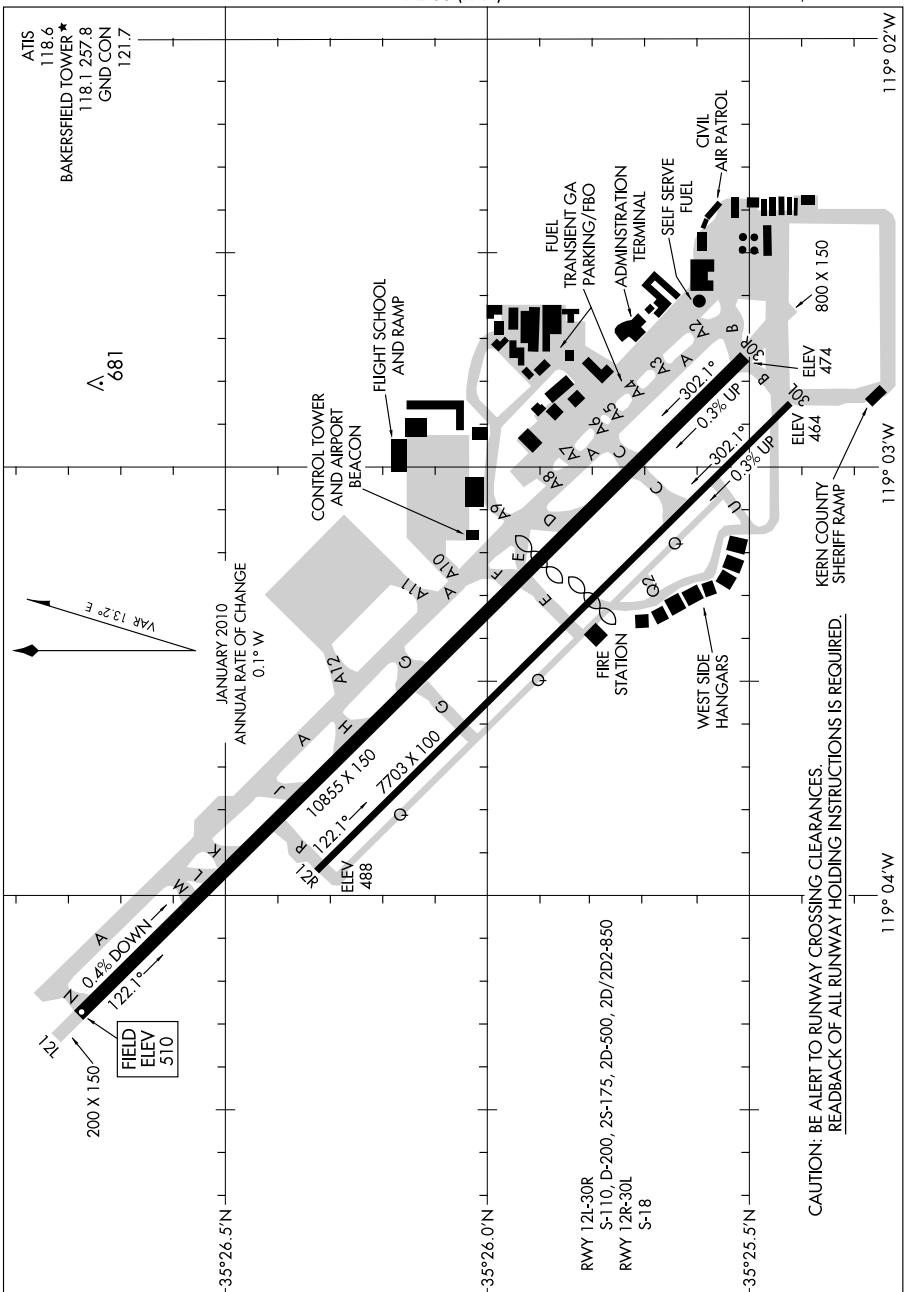 ATIS
118.6
BAKERSFIELD TOWER ★
118.1 257.8
GND CON
121.7
681
119° 02'W
119° 03'W
119° 04'W
35°26.5'N
35°26.0'N
35°25.5'N
VAR 13.2° E
JANUARY 2010
ANNUAL RATE OF CHANGE
0.1° W
FLIGHT SCHOOL
AND RAMP
CONTROL TOWER
AND AIRPORT
BEACON
FUEL
TRANSIENT GA
PARKING/FBO
ADMINSTRATION
TERMINAL
SELF SERVE
FUEL
CIVIL
AIR PATROL
800 X 150
KERN COUNTY
SHERIFF RAMP
WEST SIDE
HANGARS
FIRE
STATION
12L
200 X 150
FIELD
ELEV
510
N
A
0.4% DOWN
122.1°
M
L
K
J
A
H
A12
G
G
10855 X 150
7703 X 100
R
122.1°
12R
ELEV
488
Q
Q
Q2
Q
U
A11
A10
A
F
E
E
D
A9
A8
A7
A
A6
A5
A4
A3
A
A2
C
C
302.1°
0.3% UP
302.1°
0.3% UP
B
B
30R
ELEV
474
30L
ELEV
464
RWY 12L-30R
S-110, D-200, 2S-175, 2D-500, 2D/2D2-850
RWY 12R-30L
S-18
CAUTION: BE ALERT TO RUNWAY CROSSING CLEARANCES.
READBACK OF ALL RUNWAY HOLDING INSTRUCTIONS IS REQUIRED.